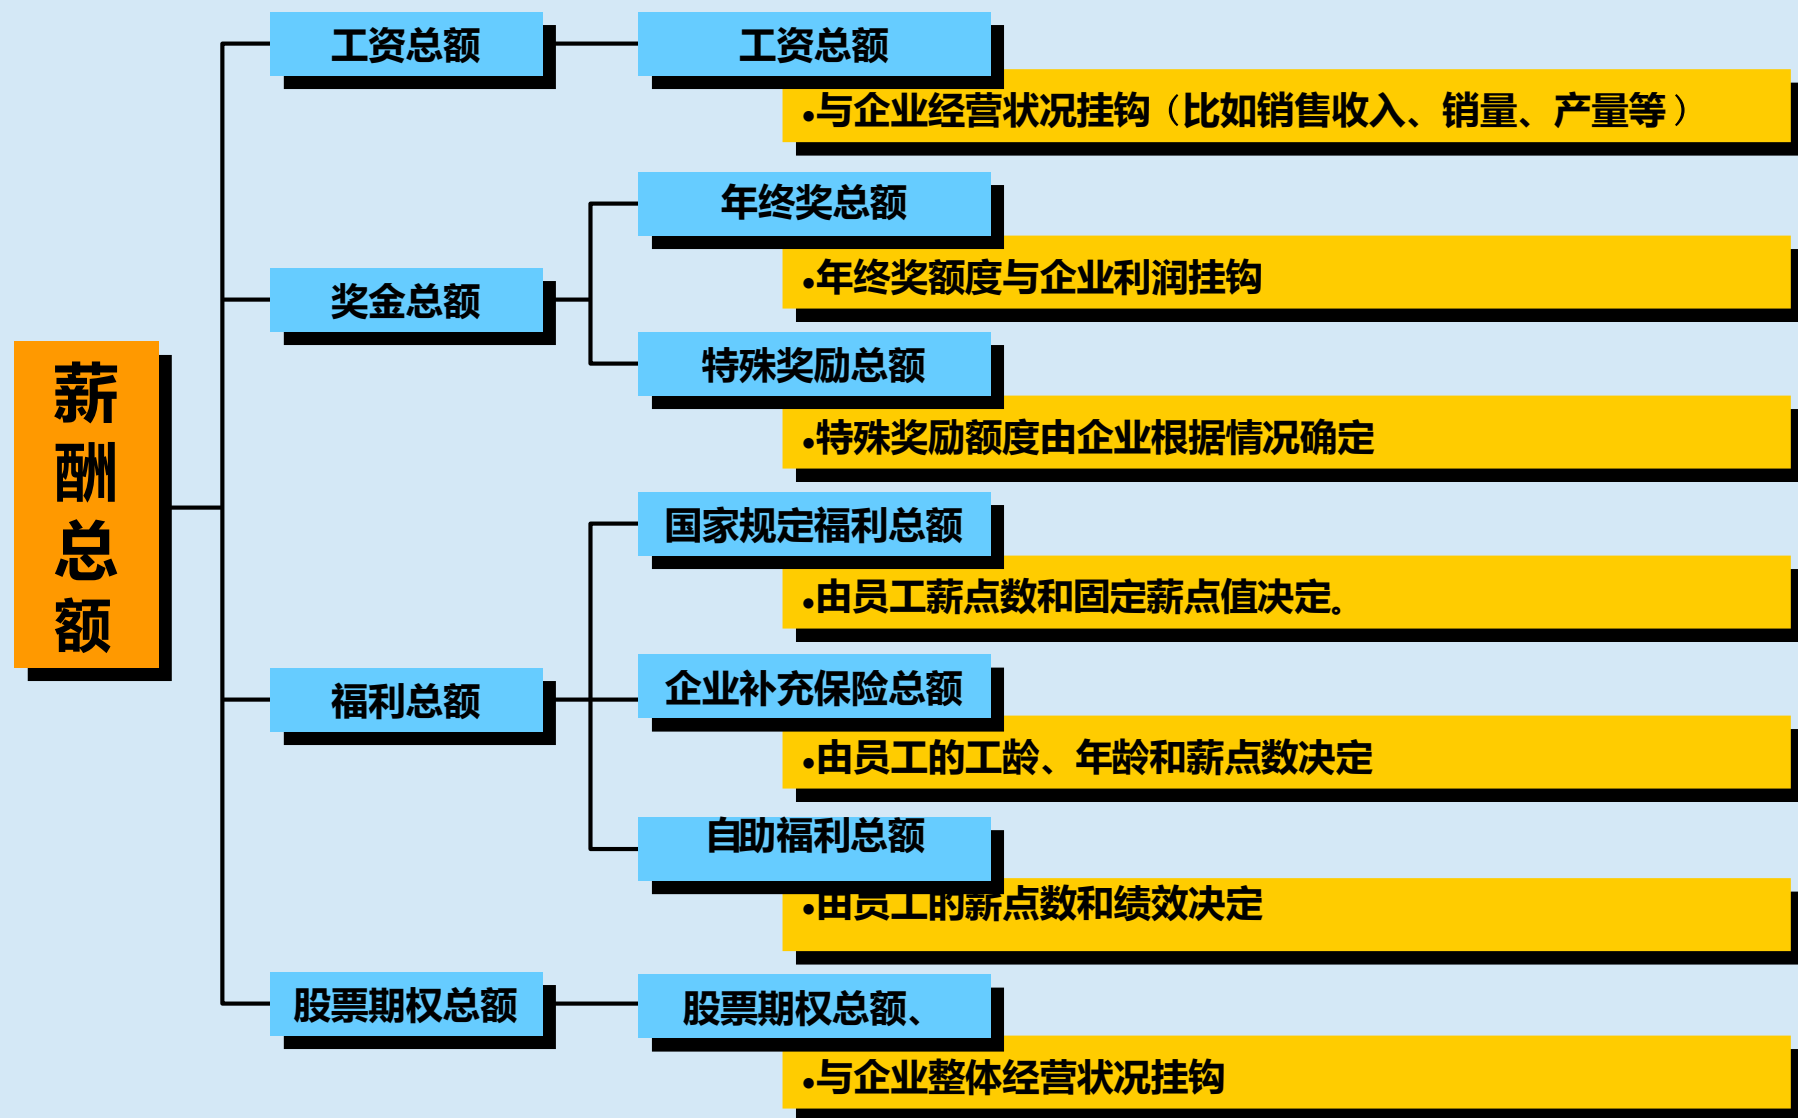 薪
酬
总
额
工资总额
工资总额
•与企业经营状况挂钩（比如销售收入、销量、产量等）
奖金总额
年终奖总额
•年终奖额度与企业利润挂钩
特殊奖励总额
•特殊奖励额度由企业根据情况确定
福利总额
国家规定福利总额
•由员工薪点数和固定薪点值决定。
企业补充保险总额
•由员工的工龄、年龄和薪点数决定
自助福利总额
•由员工的薪点数和绩效决定
股票期权总额
股票期权总额、
•与企业整体经营状况挂钩